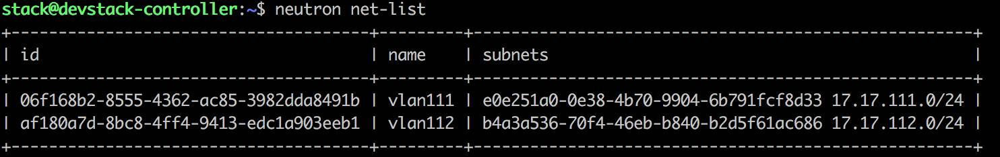 stack@devstack-controller:~$ neutron net-list
+--------------------------------------+---------+-----------------------------------------------------+
| id                                   | name    | subnets                                             |
+--------------------------------------+---------+-----------------------------------------------------+
| 06f168b2-8555-4362-ac85-3982dda8491b | vlan111 | e0e251a0-0e38-4b70-9904-6b791fcf8d33 17.17.111.0/24 |
| af180a7d-8bc8-4ff4-9413-edc1a903eeb1 | vlan112 | b4a3a536-70f4-46eb-b840-b2d5f61ac686 17.17.112.0/24 |
+--------------------------------------+---------+-----------------------------------------------------+